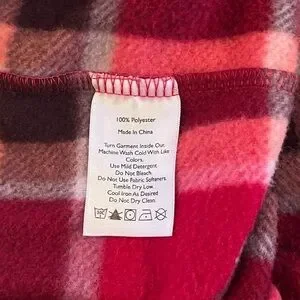 100% Polyester
Made In China
Turn Garment Inside Out.
Machine Wash Cold With Like
Colors.
Use Mild Detergent.
Do Not Bleach.
Do Not Use Fabric Softeners.
Tumble Dry Low.
Cool Iron As Desired
Do Not Dry Clean.